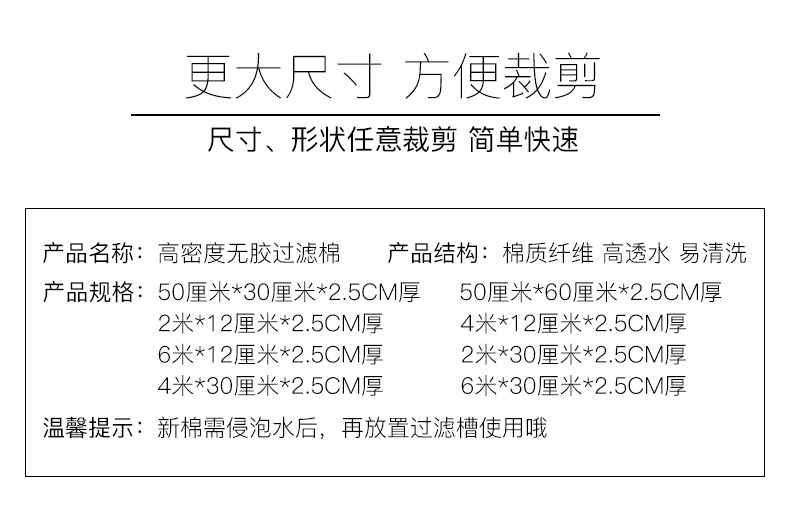 更大尺寸 方便裁剪
尺寸、形状任意裁剪 简单快速
产品名称：高密度无胶过滤棉 产品结构：棉质纤维 高透水 易清洗
产品规格：50厘米*30厘米*2.5CM厚 50厘米*60厘米*2.5CM厚
2米*12厘米*2.5CM厚 4米*12厘米*2.5CM厚
6米*12厘米*2.5CM厚 2米*30厘米*2.5CM厚
4米*30厘米*2.5CM厚 6米*30厘米*2.5CM厚
温馨提示：新棉需侵泡水后，再放置过滤槽使用哦